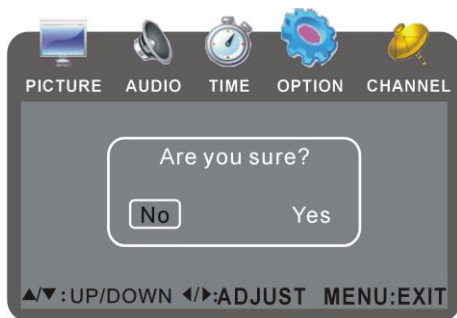 PICTURE AUDIO TIME OPTION CHANNEL
Are you sure?
No Yes
▲/▼:UP/DOWN ◀/▶:ADJUST MENU:EXIT